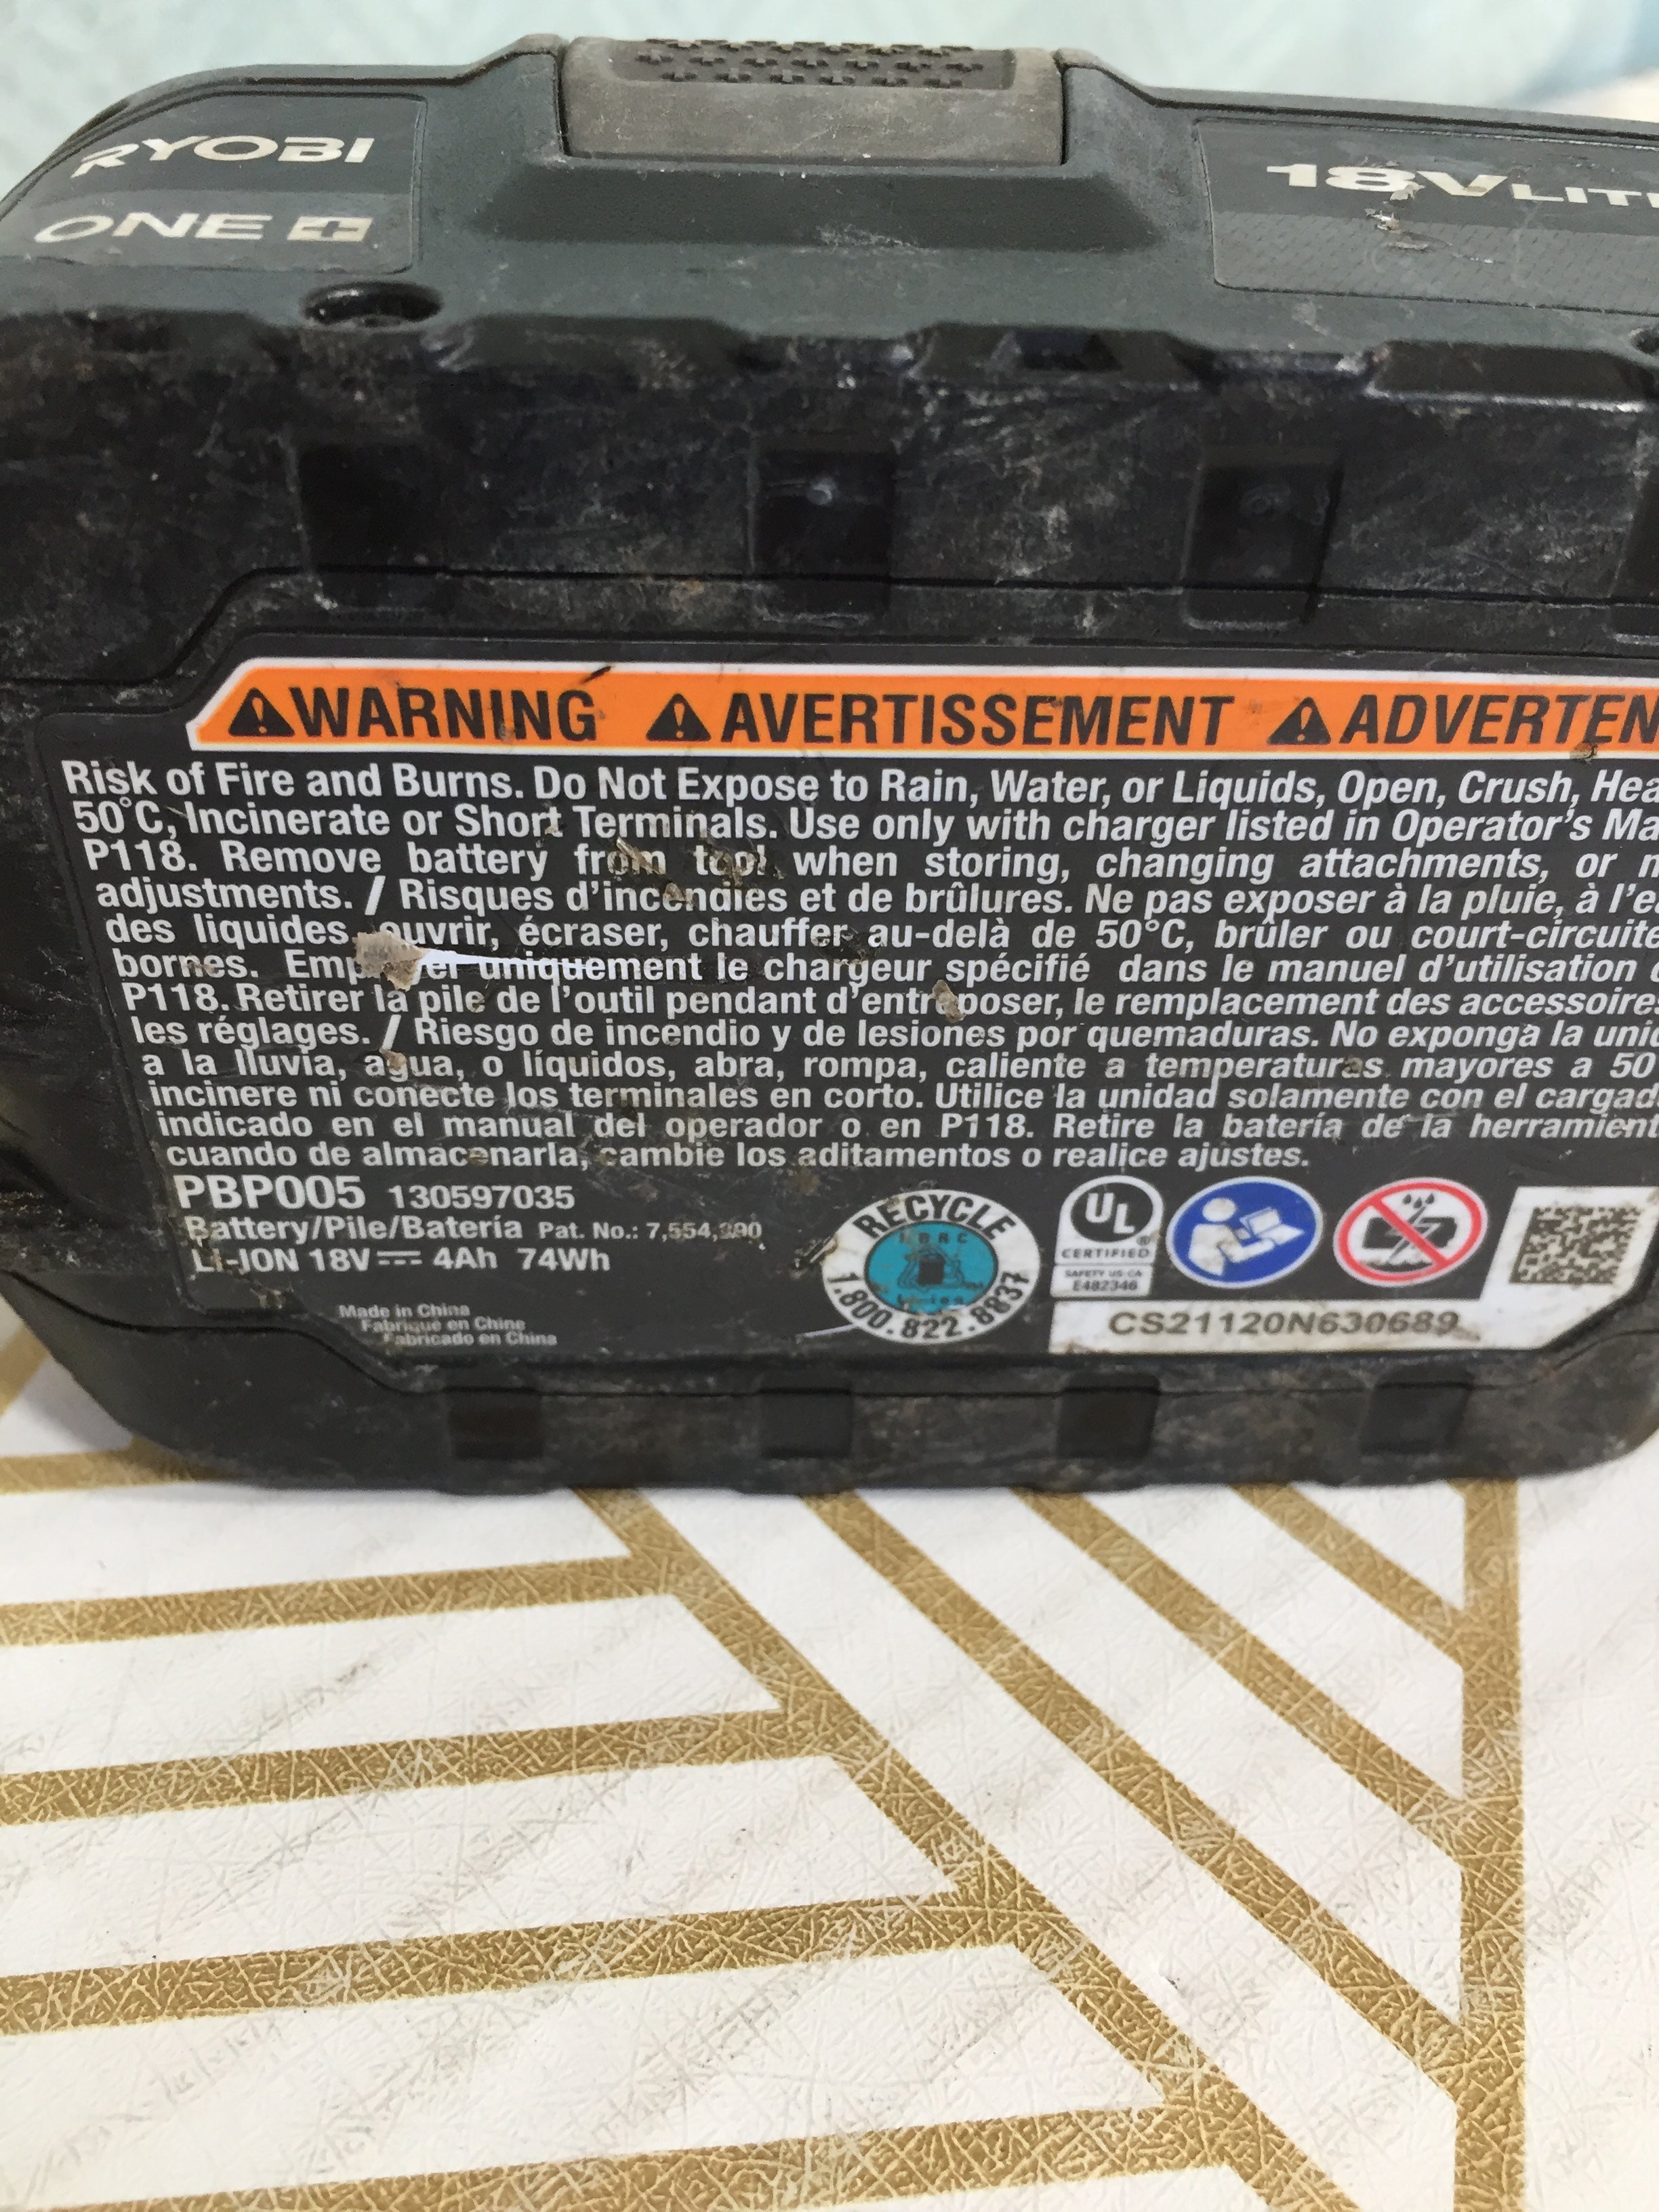 RYOBI
ONE+
18V LITI
WARNING AVERTISSEMENT ADVERTEN
Risk of Fire and Burns. Do Not Expose to Rain, Water, or Liquids, Open, Crush, Hea
50°C, Incinerate or Short Terminals. Use only with charger listed in Operator's Ma
P118. Remove battery from tool when storing, changing attachments, or m
adjustments. / Risques d'incendies et de brûlures. Ne pas exposer à la pluie, à l'ea
des liquides, ouvrir, écraser, chauffer au-delà de 50°C, brûler ou court-circuite
bornes. Employer uniquement le chargeur spécifié dans le manuel d'utilisation
P118. Retirer la pile de l'outil pendant d'entreposer, le remplacement des accessoires
les réglages. / Riesgo de incendio y de lesiones por quemaduras. No exponga la unid
a la lluvia, agua, o líquidos, abra, rompa, caliente a temperaturas mayores a 50
incinere ni conecte los terminales en corto. Utilice la unidad solamente con el cargad
indicado en el manual del operador o en P118. Retire la batería de la herramient
cuando de almacenarla, cambie los aditamentos o realice ajustes.
PBP005 130597035
Battery/Pile/Batería Pat. No.:
LI-ION 18V 4Ah 74Wh
Made in China
Fabriqué en Chine
Fabricado en China
RECYCLE
1.800.822.8837
UL
CERTIFIED
SAFETY US-CA
E482346
CS21120N630689